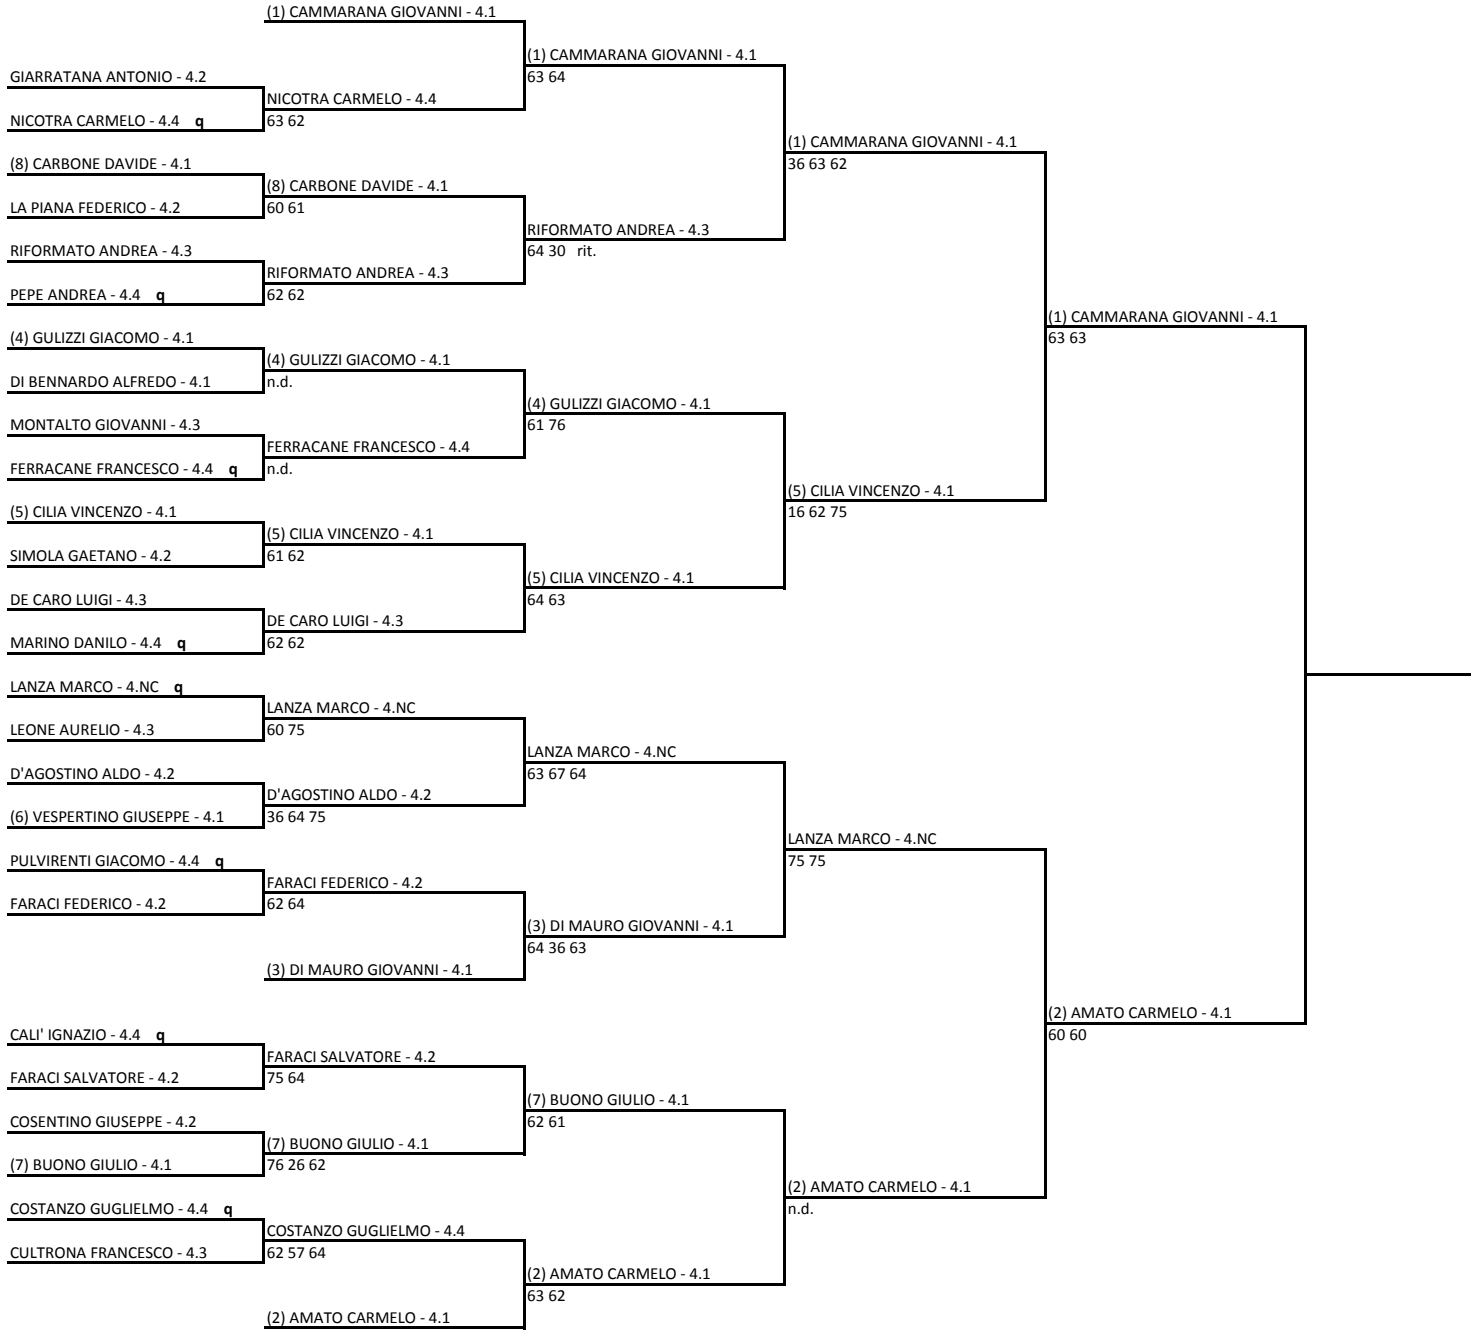 (1) CAMMARANA GIOVANNI - 4.1
(1) CAMMARANA GIOVANNI - 4.1
GIARRATANA ANTONIO - 4.2
63 64
NICOTRA CARMELO - 4.4
NICOTRA CARMELO - 4.4 q
63 62
(1) CAMMARANA GIOVANNI - 4.1
(8) CARBONE DAVIDE - 4.1
36 63 62
(8) CARBONE DAVIDE - 4.1
LA PIANA FEDERICO - 4.2
60 61
RIFORMATO ANDREA - 4.3
RIFORMATO ANDREA - 4.3
64 30 rit.
RIFORMATO ANDREA - 4.3
PEPE ANDREA - 4.4 q
62 62
(1) CAMMARANA GIOVANNI - 4.1
(4) GULIZZI GIACOMO - 4.1
63 63
(4) GULIZZI GIACOMO - 4.1
DI BENNARDO ALFREDO - 4.1
n.d.
(4) GULIZZI GIACOMO - 4.1
MONTALTO GIOVANNI - 4.3
61 76
FERRACANE FRANCESCO - 4.4
FERRACANE FRANCESCO - 4.4 q
n.d.
(5) CILIA VINCENZO - 4.1
(5) CILIA VINCENZO - 4.1
16 62 75
(5) CILIA VINCENZO - 4.1
SIMOLA GAETANO - 4.2
61 62
(5) CILIA VINCENZO - 4.1
DE CARO LUIGI - 4.3
64 63
DE CARO LUIGI - 4.3
MARINO DANILO - 4.4 q
62 62
LANZA MARCO - 4.NC q
LANZA MARCO - 4.NC
LEONE AURELIO - 4.3
60 75
LANZA MARCO - 4.NC
D'AGOSTINO ALDO - 4.2
63 67 64
D'AGOSTINO ALDO - 4.2
(6) VESPERTINO GIUSEPPE - 4.1
36 64 75
LANZA MARCO - 4.NC
PULVIRENTI GIACOMO - 4.4 q
75 75
FARACI FEDERICO - 4.2
FARACI FEDERICO - 4.2
62 64
(3) DI MAURO GIOVANNI - 4.1
64 36 63
(3) DI MAURO GIOVANNI - 4.1
(2) AMATO CARMELO - 4.1
CALI' IGNAZIO - 4.4 q
60 60
FARACI SALVATORE - 4.2
FARACI SALVATORE - 4.2
75 64
(7) BUONO GIULIO - 4.1
COSENTINO GIUSEPPE - 4.2
62 61
(7) BUONO GIULIO - 4.1
(7) BUONO GIULIO - 4.1
76 26 62
(2) AMATO CARMELO - 4.1
COSTANZO GUGLIELMO - 4.4 q
n.d.
COSTANZO GUGLIELMO - 4.4
CULTRONA FRANCESCO - 4.3
62 57 64
(2) AMATO CARMELO - 4.1
63 62
(2) AMATO CARMELO - 4.1